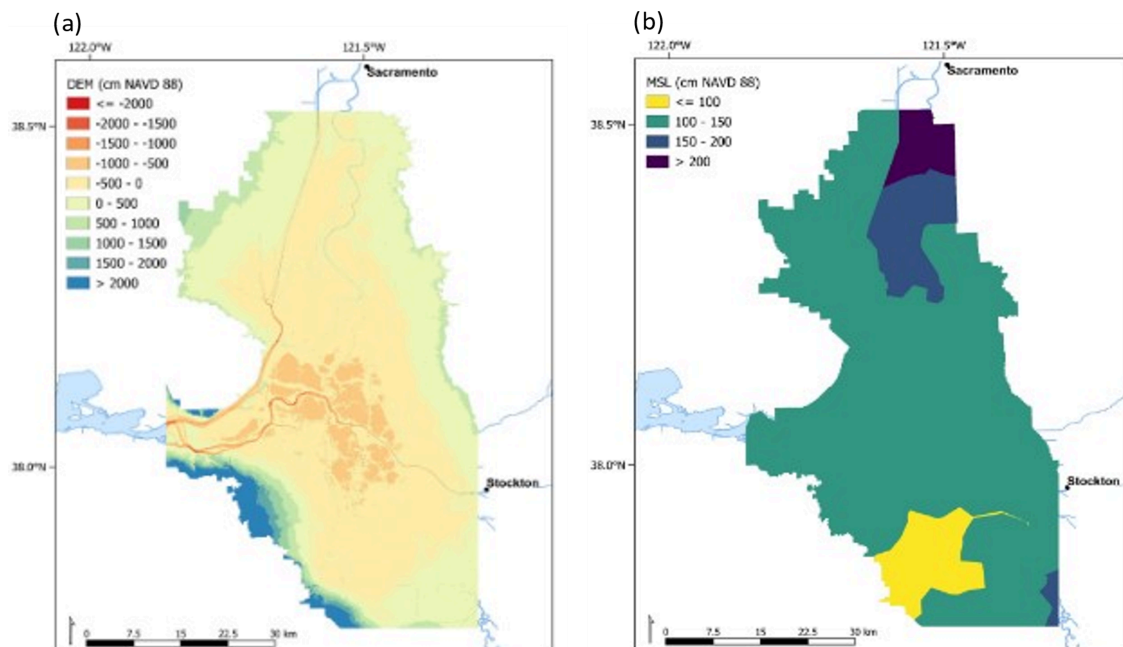 (a)
122.0°W
121.5°W
Sacramento
DEM (cm NAVD 88)
<= -2000
-2000 - -1500
-1500 - -1000
-1000 - -500
-500 - 0
0 - 500
500 - 1000
1000 - 1500
1500 - 2000
> 2000
38.5°N
38.0°N
Stockton
0 7.5 15 22.5 30 km
(b)
122.0°W
121.5°W
Sacramento
MSL (cm NAVD 88)
<= 100
100 - 150
150 - 200
> 200
38.5°N
38.0°N
Stockton
0 7.5 15 22.5 30 km